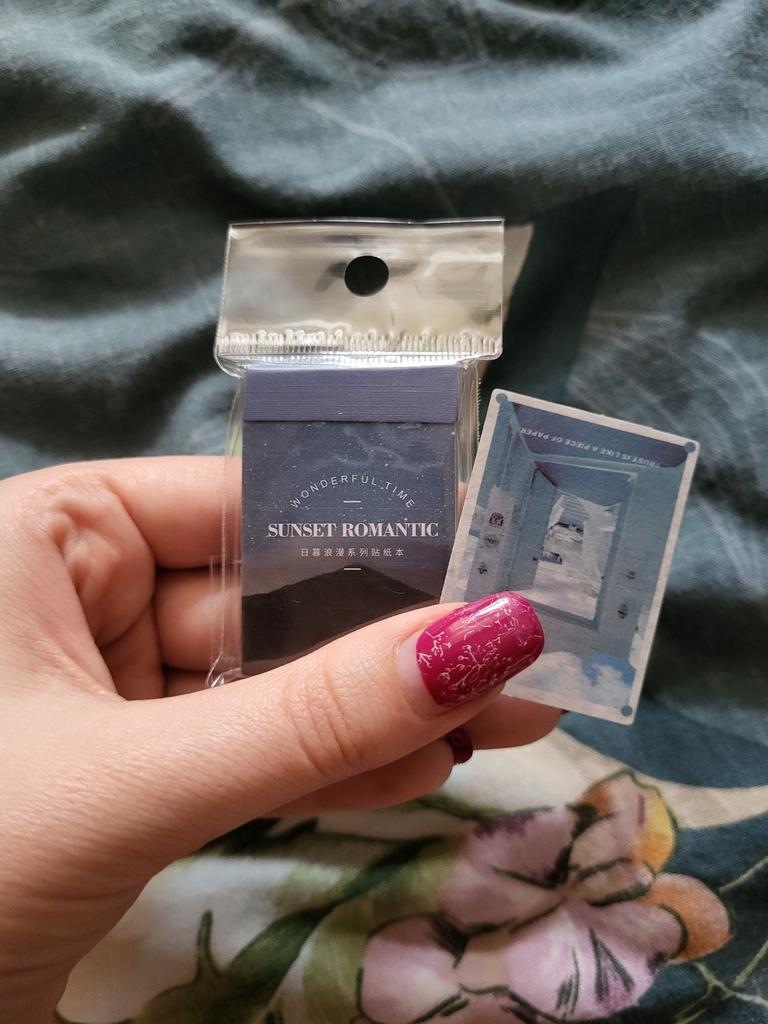 WONDERFUL TIME
SUNSET ROMANTIC
日暮浪漫系列贴纸本
TRUST IS LIKE A PIECE OF PAPER